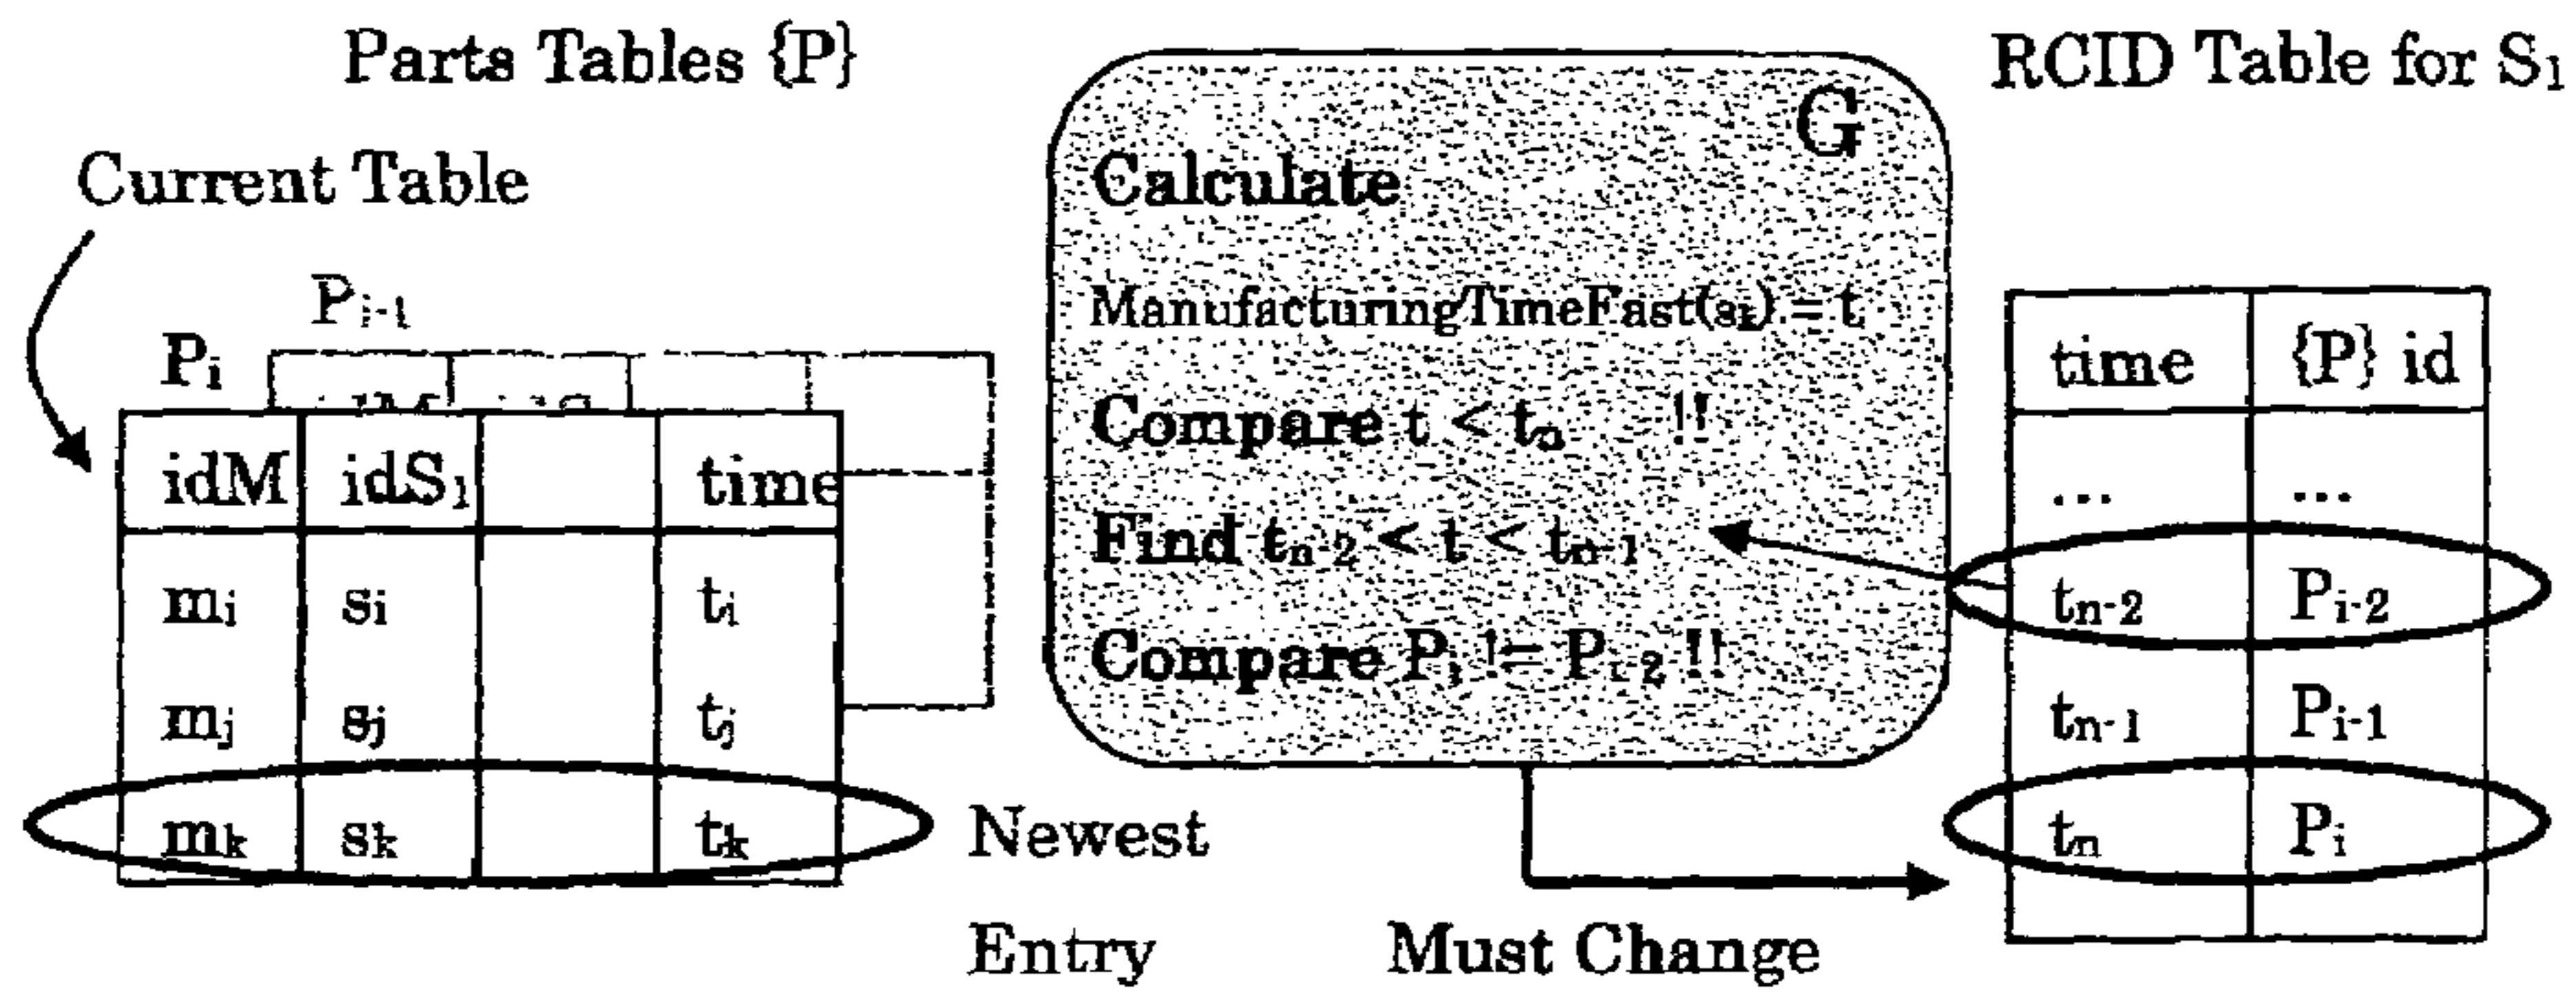 Parts Tables {P}
Current Table
Pi-1
Pi
idM idS1 time
mi si ti
mj sj tj
mk sk tk
Newest
Entry
G
Calculate
ManufacturingTimeFast(sk) = t
Compare t < tn !!
Find tn-2 < t < tn-1
Compare Pi != Pi-2 !!
Must Change
RCID Table for S1
time {P} id
... ...
tn-2 Pi-2
tn-1 Pi-1
tn Pi